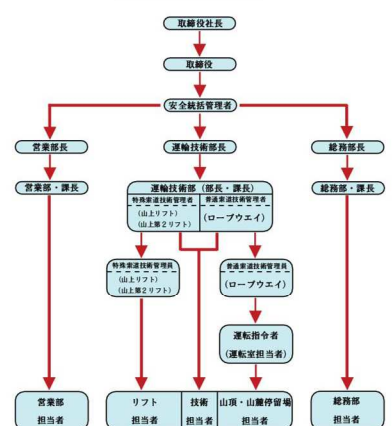 取締役社長
取締役
安全統括管理者
営業部長
運輸技術部長
総務部長
営業部・課長
運輸技術部（部長・課長）
特殊索道技術管理者
(山上リフト)
(山上第２リフト)
普通索道技術管理者
(ロープウエイ)
総務部・課長
特殊索道技術管理員
(山上リフト)
(山上第２リフト)
普通索道技術管理員
(ロープウエイ)
運転指令者
(運転室担当者)
営業部
担当者
リフト
担当者
技術
担当者
山頂・山麓停留場
担当者
総務部
担当者